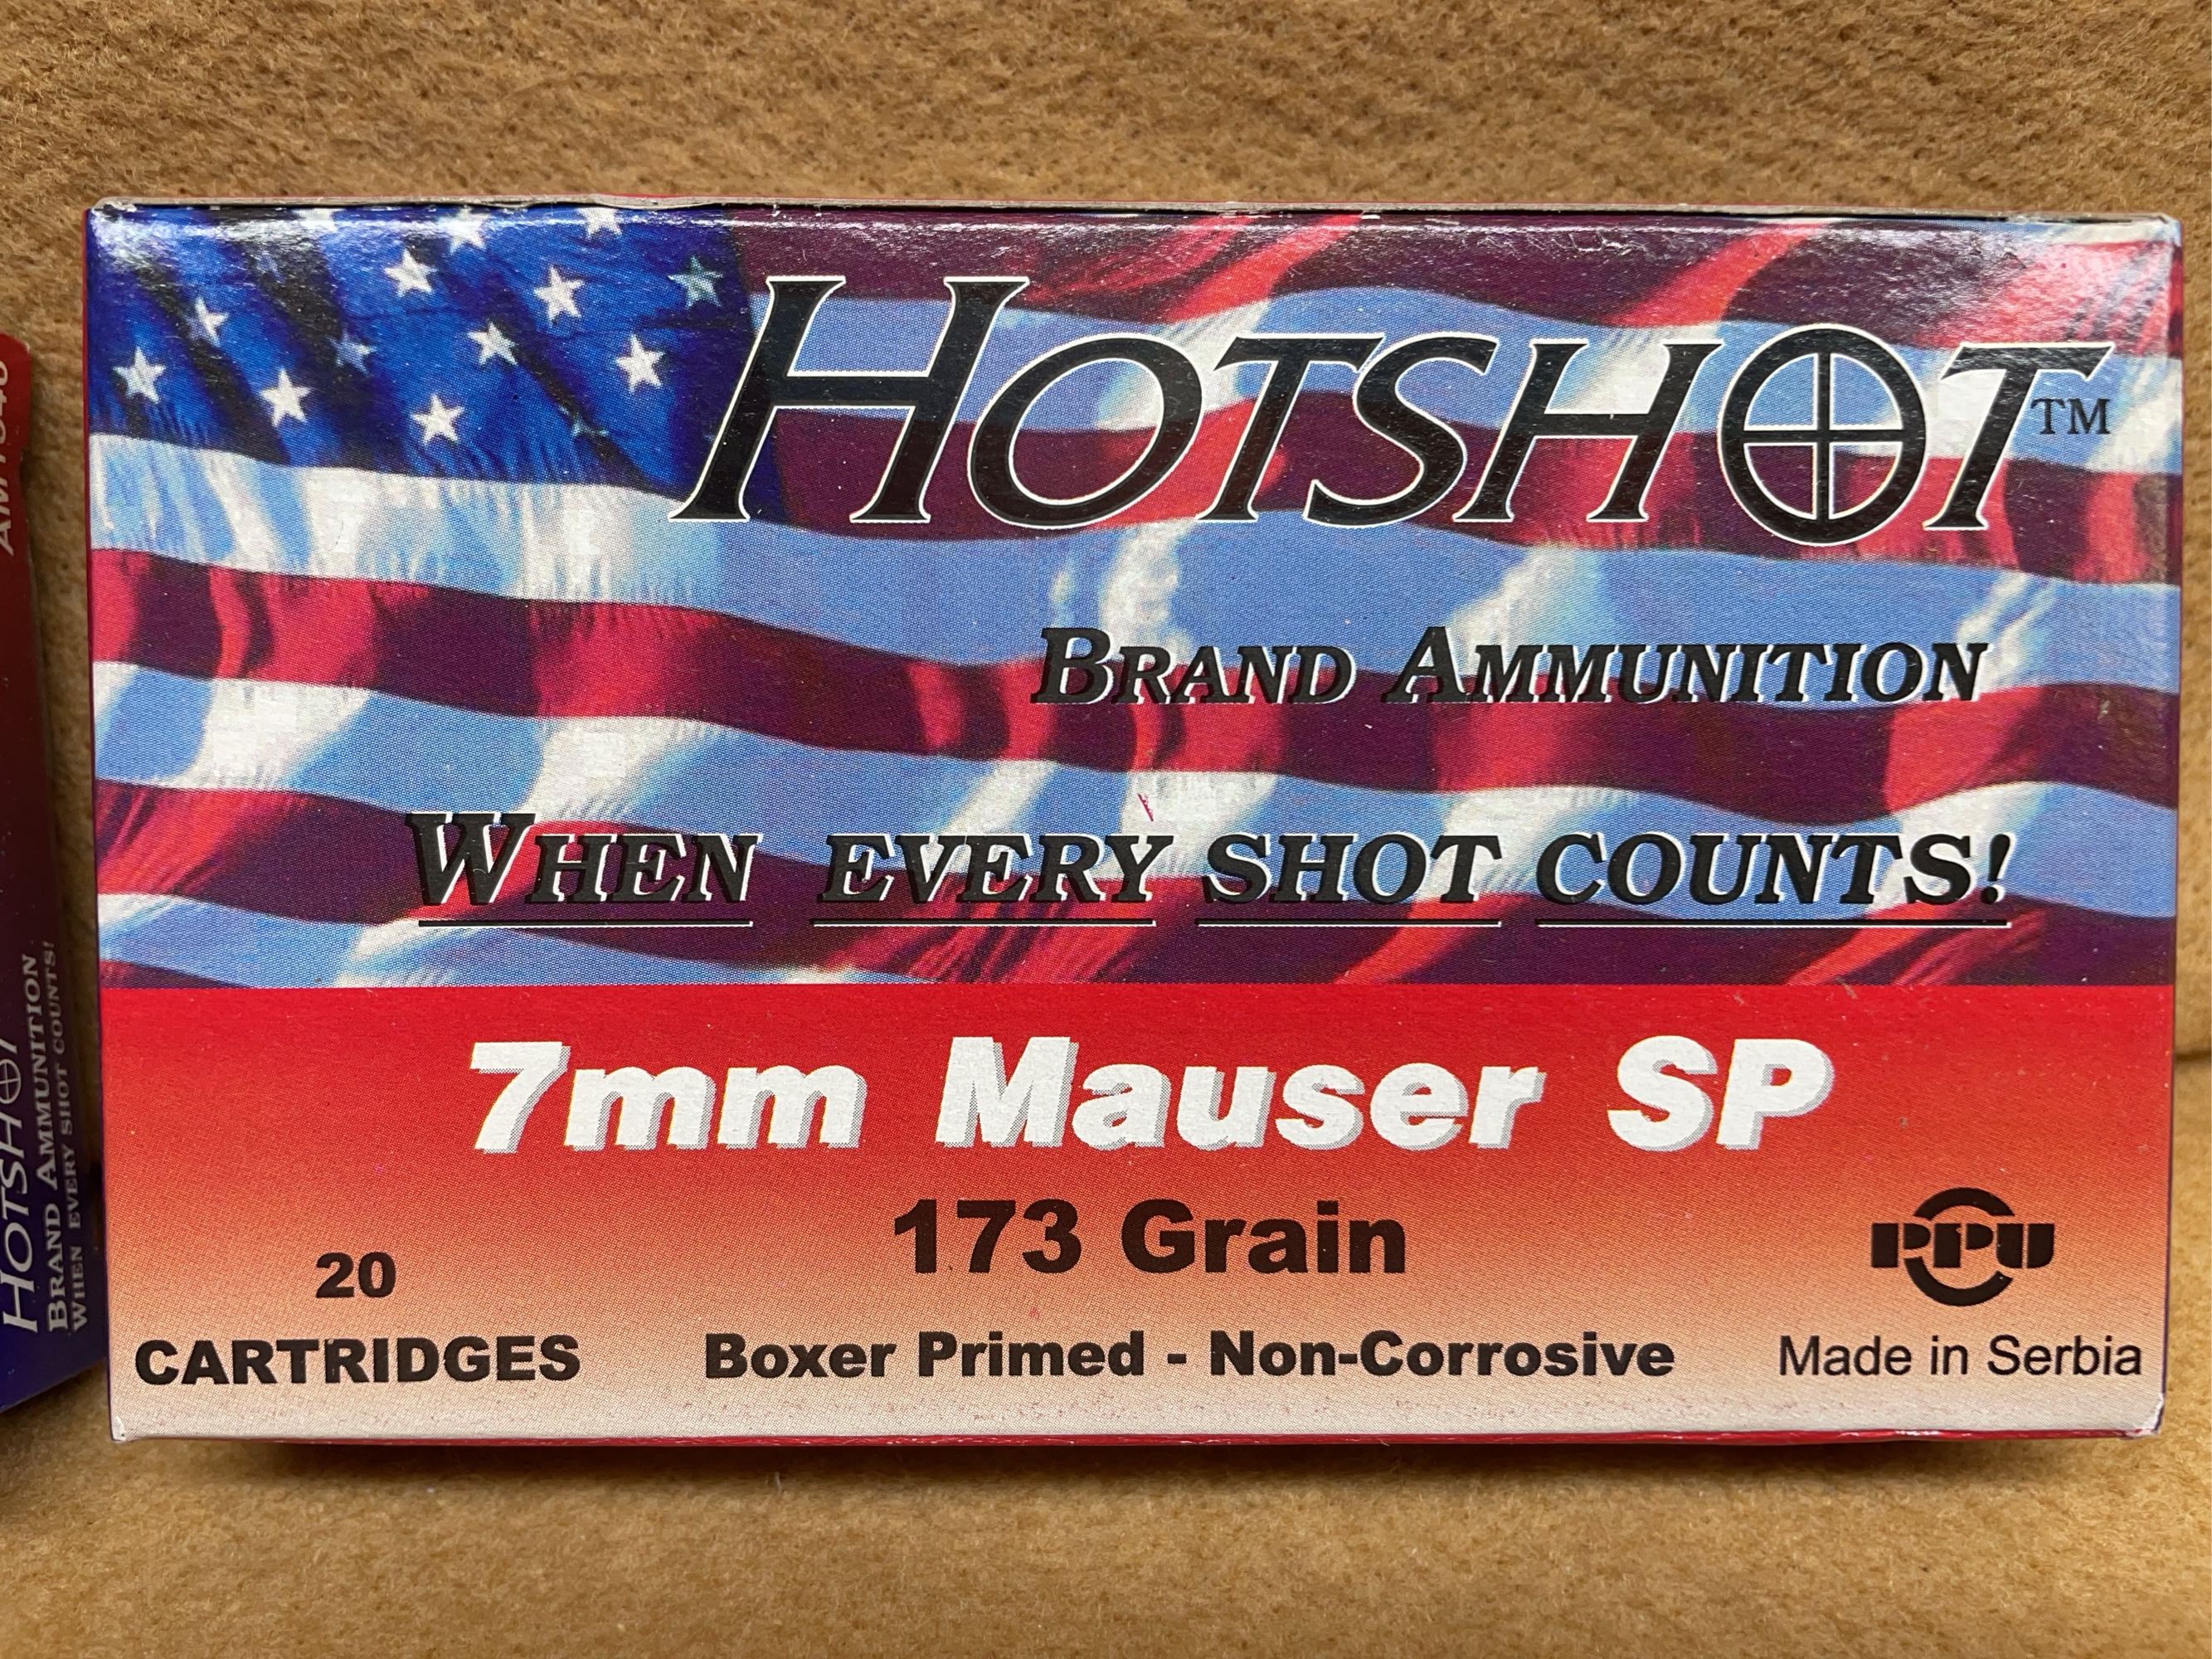 HOTSHOT™
BRAND AMMUNITION
WHEN EVERY SHOT COUNTS!
7mm Mauser SP
173 Grain
20
CARTRIDGES
Boxer Primed - Non-Corrosive
PPU
Made in Serbia
HOTSHOT
BRAND AMMUNITION
WHEN EVERY SHOT COUNTS!